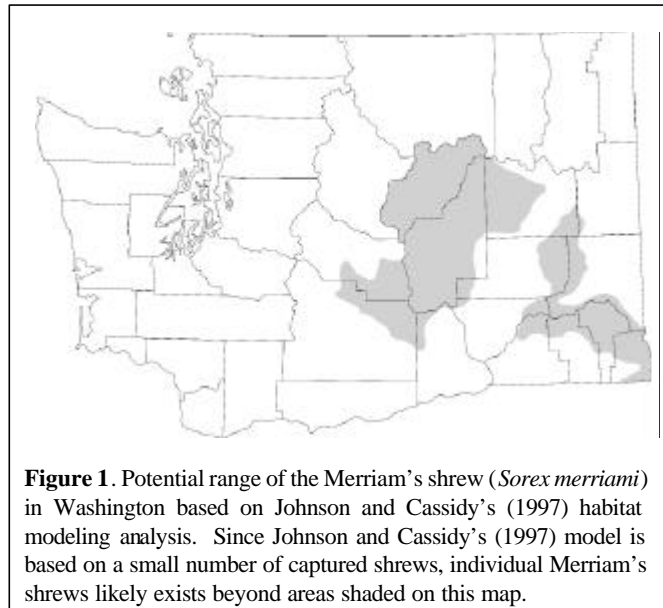 Figure 1. Potential range of the Merriam’s shrew (Sorex merriami)
in Washington based on Johnson and Cassidy’s (1997) habitat
modeling analysis. Since Johnson and Cassidy’s (1997) model is
based on a small number of captured shrews, individual Merriam’s
shrews likely exists beyond areas shaded on this map.